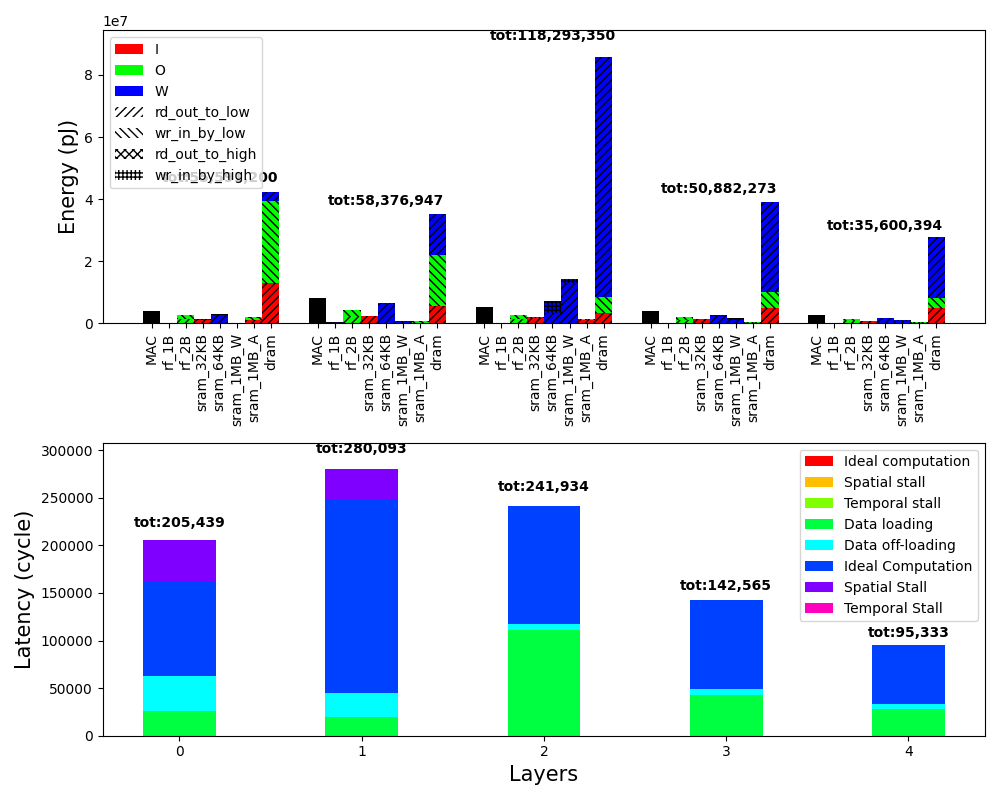 1e7
Energy (pJ)
8
6
4
2
0
I
O
W
rd_out_to_low
wr_in_by_low
rd_out_to_high
wr_in_by_high
tot:58,376,947
tot:118,293,350
tot:50,882,273
tot:35,600,394
MAC
rf_1B
rf_2B
sram_32KB
sram_64KB
sram_1MB_W
sram_1MB_A
dram
MAC
rf_1B
rf_2B
sram_32KB
sram_64KB
sram_1MB_W
sram_1MB_A
dram
MAC
rf_1B
rf_2B
sram_32KB
sram_64KB
sram_1MB_W
sram_1MB_A
dram
MAC
rf_1B
rf_2B
sram_32KB
sram_64KB
sram_1MB_W
sram_1MB_A
dram
MAC
rf_1B
rf_2B
sram_32KB
sram_64KB
sram_1MB_W
sram_1MB_A
dram
Latency (cycle)
300000
250000
200000
150000
100000
50000
0
tot:205,439
tot:280,093
tot:241,934
tot:142,565
tot:95,333
Ideal computation
Spatial stall
Temporal stall
Data loading
Data off-loading
Ideal Computation
Spatial Stall
Temporal Stall
0
1
2
3
4
Layers